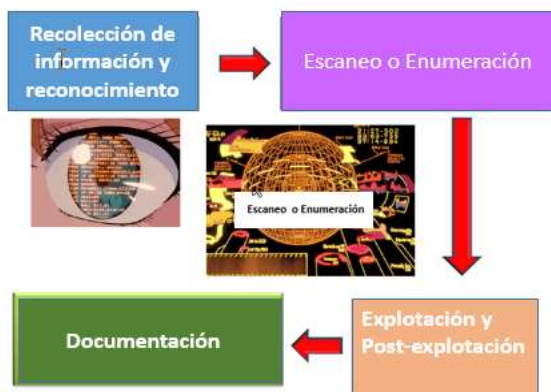 Recolección de
información y
reconocimiento
Escaneo o Enumeración
Escaneo o Enumeración
Explotación y
Post-explotación
Documentación